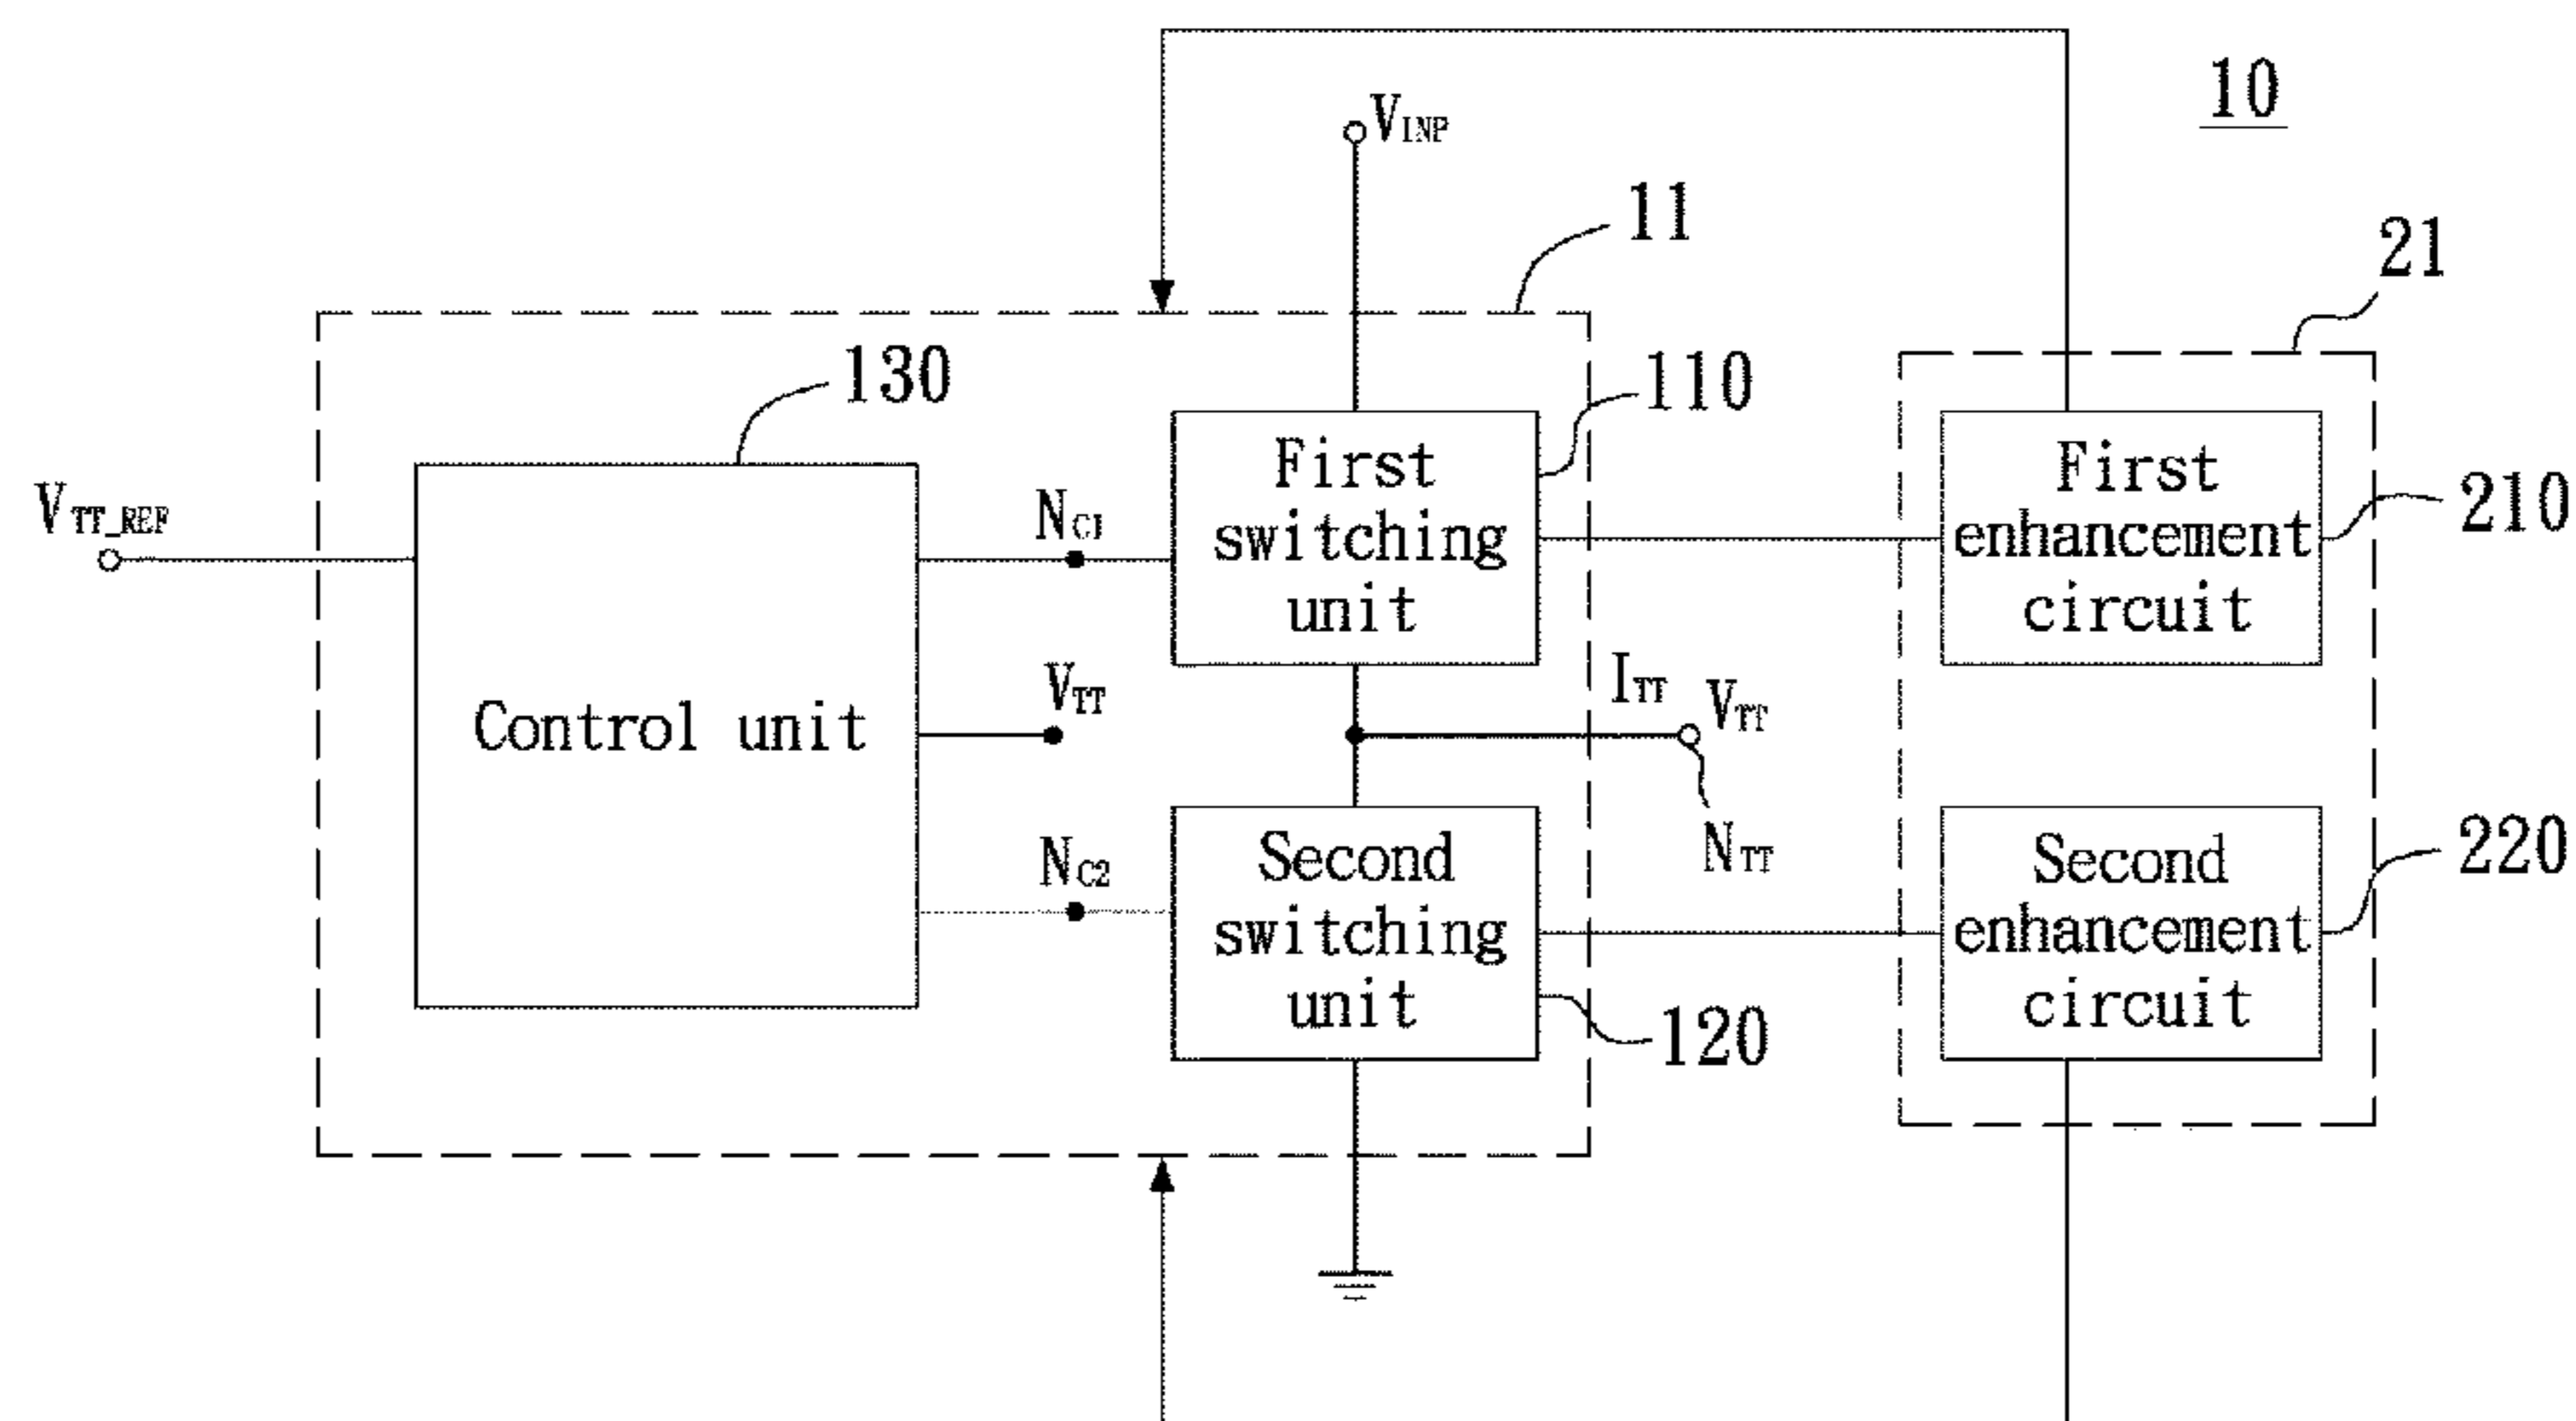 10
V_INP
11
21
130
110
First
switching
unit
First
enhancement
circuit
210
V_TT_REF
N_C1
Control unit
V_TT
I_TT
V_TT
N_TT
N_C2
Second
switching
unit
120
Second
enhancement
circuit
220